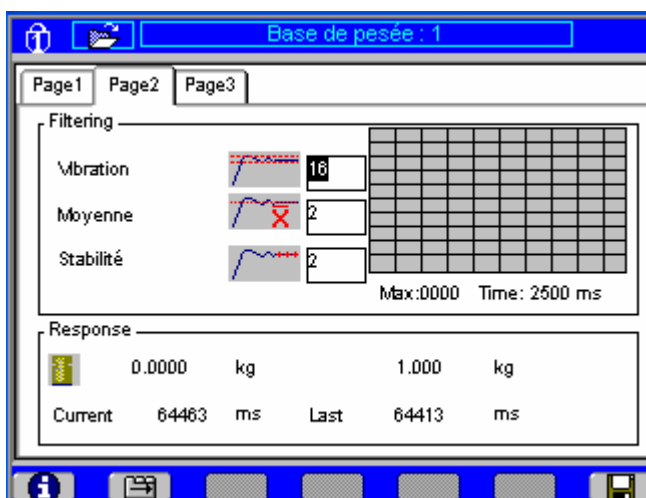 1 Base de pesée : 1
Page1 Page2 Page3
Filtering
Vibration 16
Moyenne X 2
Stabilité 2
Max:0000 Time: 2500 ms
Response
0.0000 kg 1.000 kg
Current 64463 ms Last 64413 ms